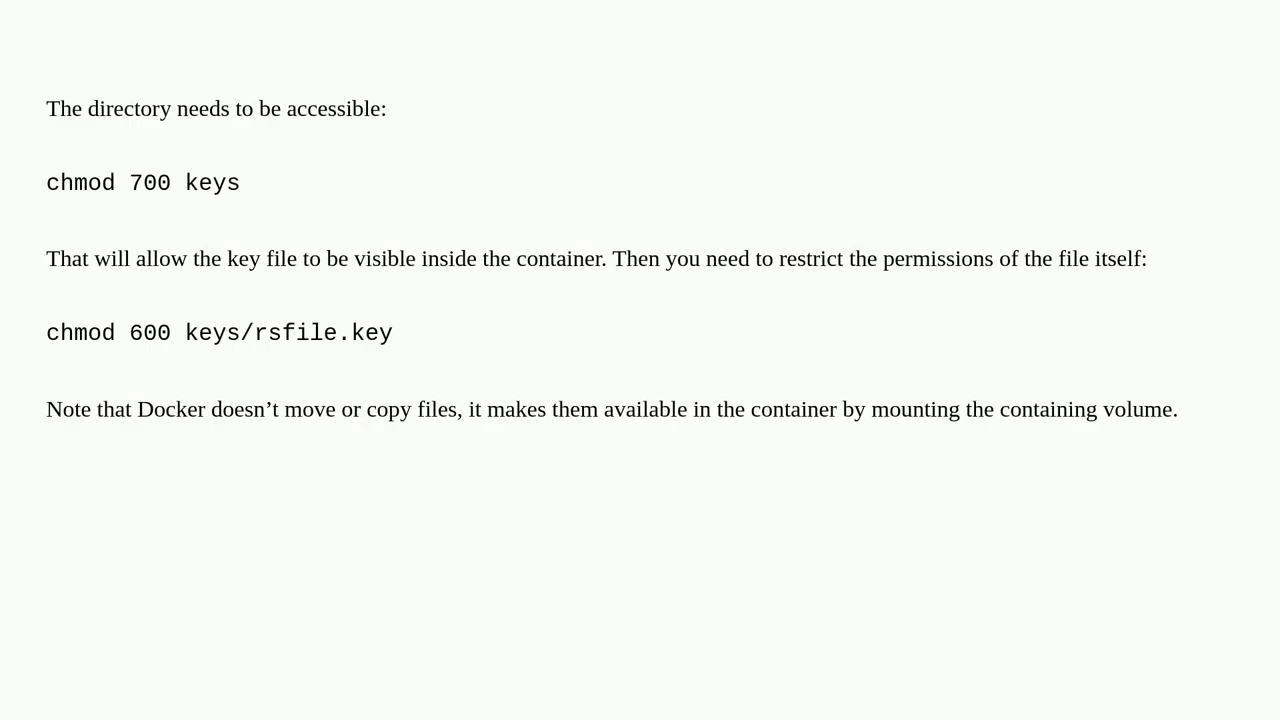 The directory needs to be accessible:
chmod 700 keys
That will allow the key file to be visible inside the container. Then you need to restrict the permissions of the file itself:
chmod 600 keys/rsfile.key
Note that Docker doesn’t move or copy files, it makes them available in the container by mounting the containing volume.